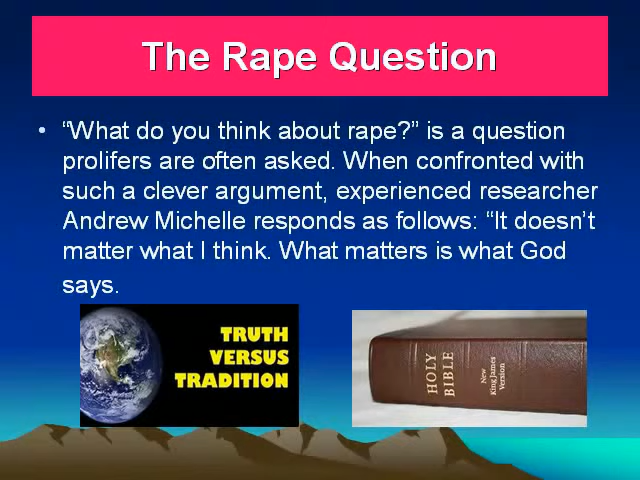 The Rape Question
• “What do you think about rape?” is a question
prolifers are often asked. When confronted with
such a clever argument, experienced researcher
Andrew Michelle responds as follows: “It doesn’t
matter what I think. What matters is what God
says.
TRUTH
VERSUS
TRADITION
HOLY
BIBLE
New
King James
Version